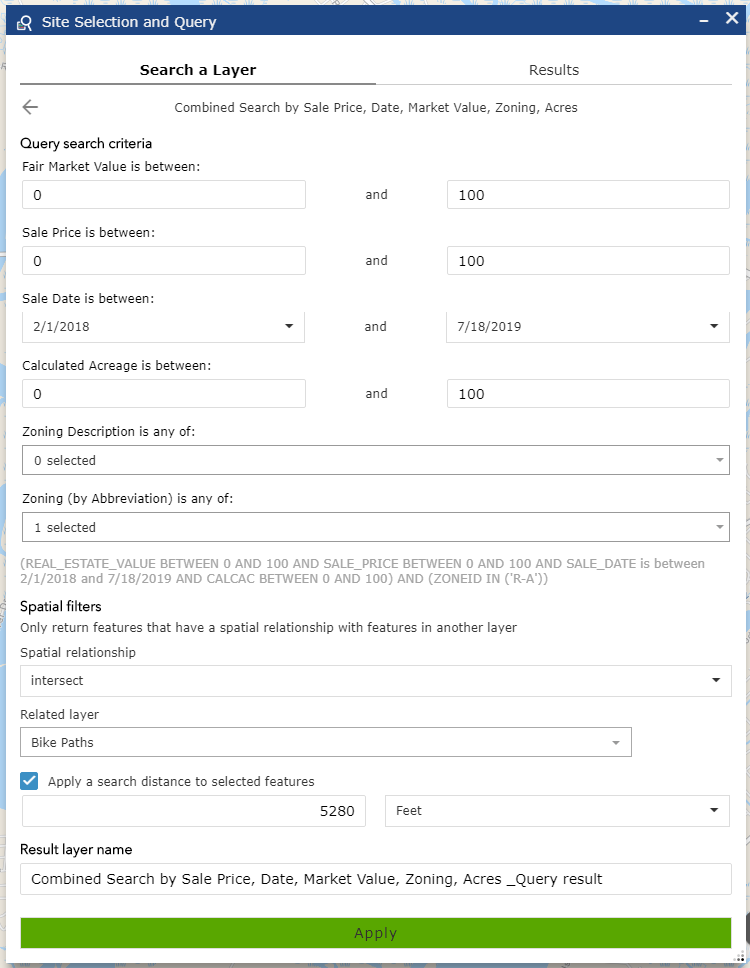 Site Selection and Query
Search a Layer Results
Combined Search by Sale Price, Date, Market Value, Zoning, Acres
Query search criteria
Fair Market Value is between:
0 and 100
Sale Price is between:
0 and 100
Sale Date is between:
2/1/2018 and 7/18/2019
Calculated Acreage is between:
0 and 100
Zoning Description is any of:
0 selected
Zoning (by Abbreviation) is any of:
1 selected
(REAL_ESTATE_VALUE BETWEEN 0 AND 100 AND SALE_PRICE BETWEEN 0 AND 100 AND SALE_DATE is between
2/1/2018 and 7/18/2019 AND CALCAC BETWEEN 0 AND 100) AND (ZONEID IN ('R-A'))
Spatial filters
Only return features that have a spatial relationship with features in another layer
Spatial relationship
intersect
Related layer
Bike Paths
Apply a search distance to selected features
5280 Feet
Result layer name
Combined Search by Sale Price, Date, Market Value, Zoning, Acres _Query result
Apply